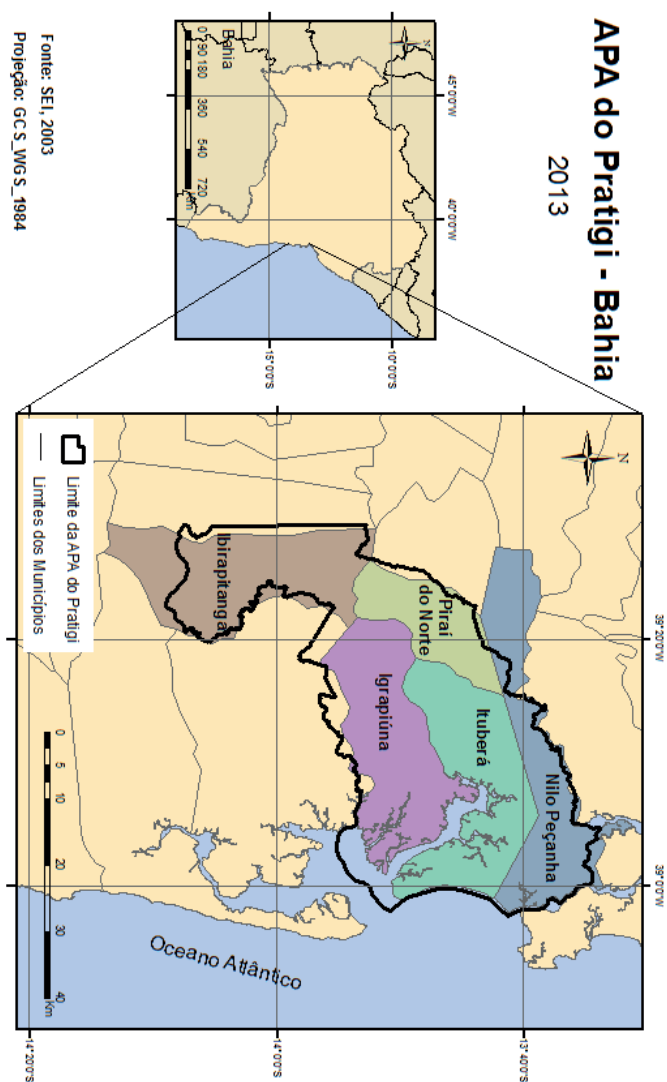 APA do Pratigi - Bahia
2013
45°0'0"W
40°0'0"W
10°0'0"S
15°0'0"S
N
Bahia
0 90 180 360 540 720
Km
Fonte: SEI, 2003
Projeção: GCS_WGS_1984
39°20'0"W
39°0'0"W
13°40'0"S
14°0'0"S
14°20'0"S
N
Nilo Peçanha
Ituberá
Piraí
do Norte
Igrapiúna
Ibirapitanga
Oceano Atlântico
Limite da APA do Pratigi
Limites dos Municípios
0 5 10 20 30 40
Km